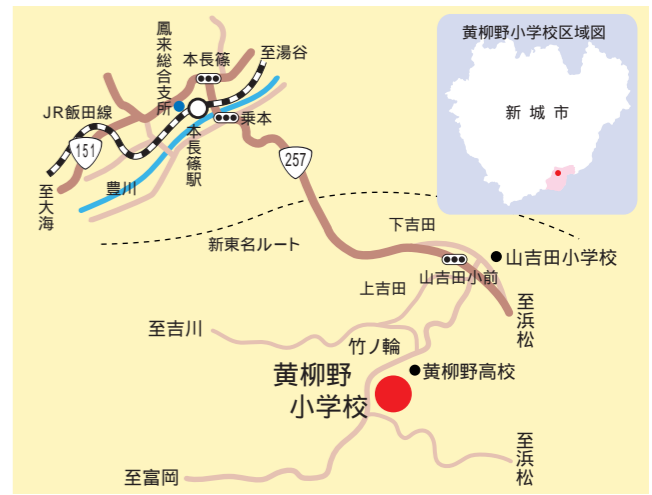 黄柳野小学校区域図
新城市
鳳来総合支所
本長篠
至湯谷
JR飯田線
乗本
151
本長篠駅
257
至大海
豊川
新東名ルート
下吉田
山吉田小学校
山吉田小前
上吉田
至浜松
至吉川
竹ノ輪
黄柳野高校
黄柳野
小学校
至浜松
至富岡